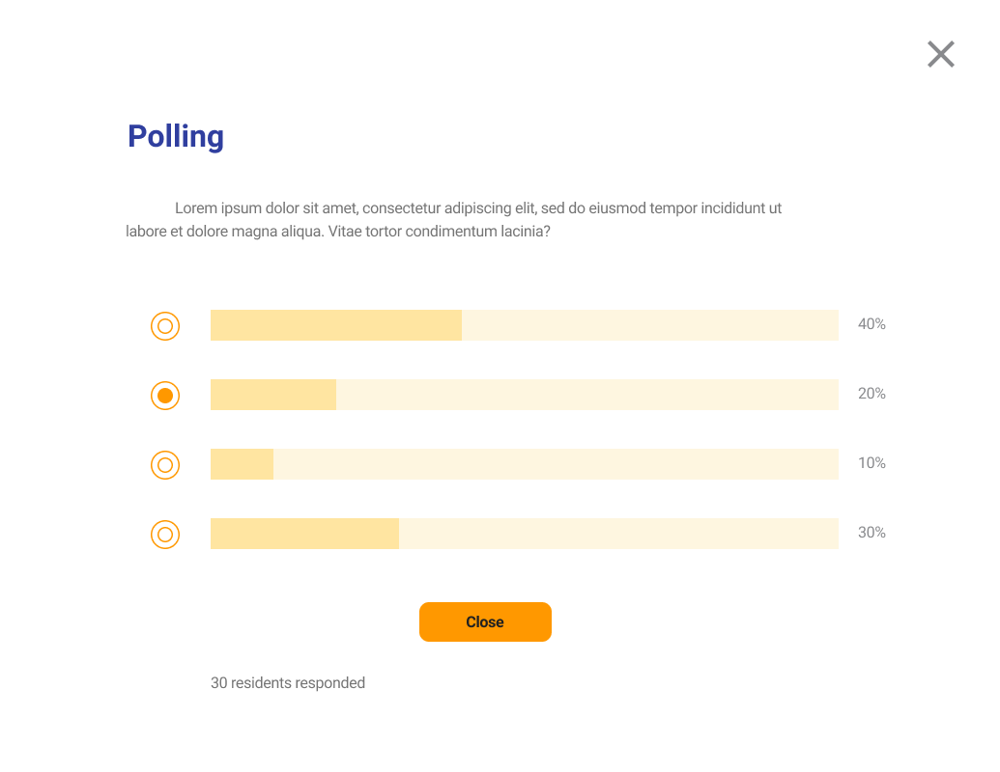 Polling
Lorem ipsum dolor sit amet, consectetur adipiscing elit, sed do eiusmod tempor incididunt ut
labore et dolore magna aliqua. Vitae tortor condimentum lacinia?
40%
20%
10%
30%
Close
30 residents responded